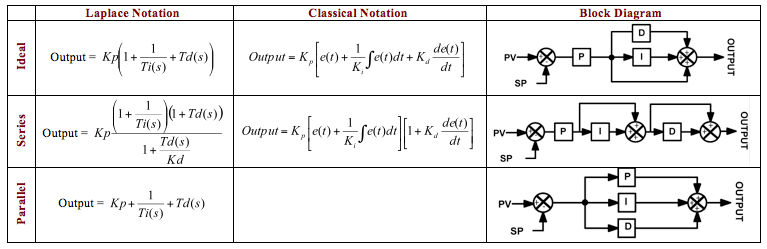 Laplace Notation Classical Notation Block Diagram
Ideal
Output = Kp(1 + 1/Ti(s) + Td(s))
Output = K_p[e(t) + 1/K_i ∫e(t)dt + K_d de(t)/dt]
PV
SP
P
D
I
OUTPUT
Series
Output = Kp (1 + 1/Ti(s))(1 + Td(s)) / (1 + Td(s)/Kd)
Output = K_p[e(t) + 1/K_i ∫e(t)dt][1 + K_d de(t)/dt]
PV
SP
P
I
D
OUTPUT
Parallel
Output = Kp + 1/Ti(s) + Td(s)
PV
SP
P
I
D
OUTPUT